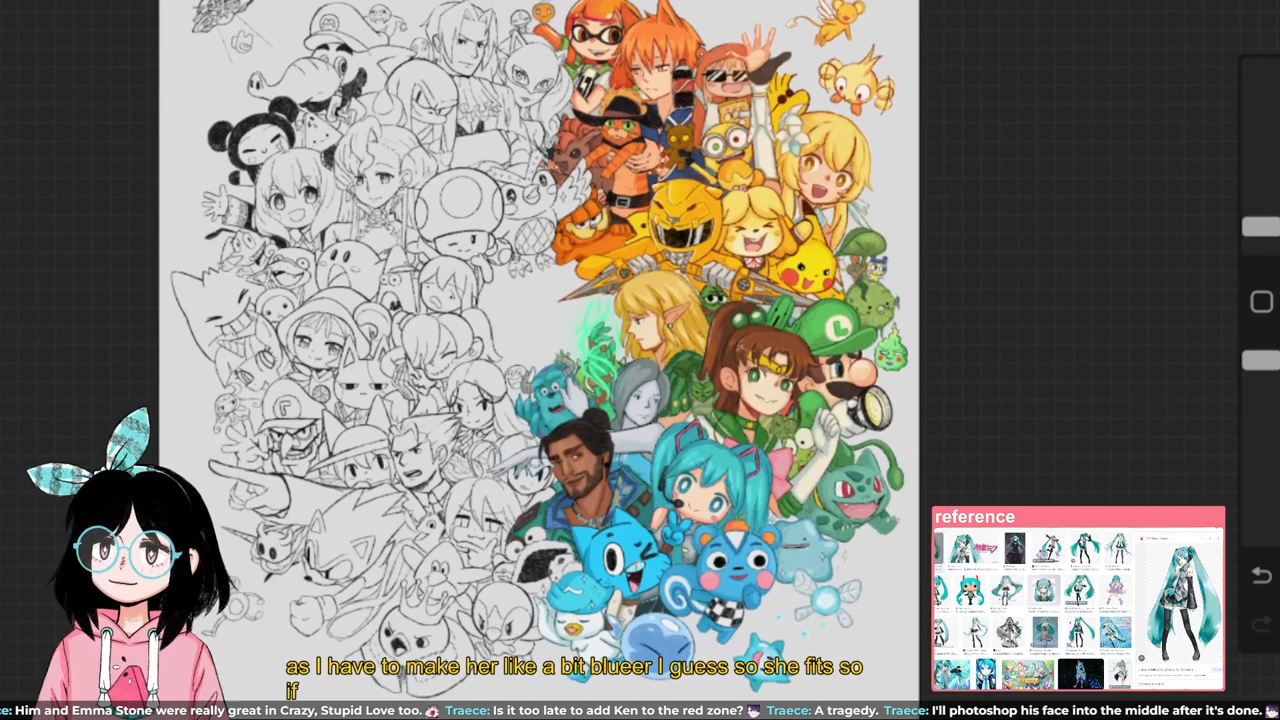 reference
as I have to make her like a bit blueer I guess so she fits so
if
ce: Him and Emma Stone were really great in Crazy, Stupid Love too. Traece: Is it too late to add Ken to the red zone? Traece: A tragedy. Traece: I'll photoshop his face into the middle after it's done.